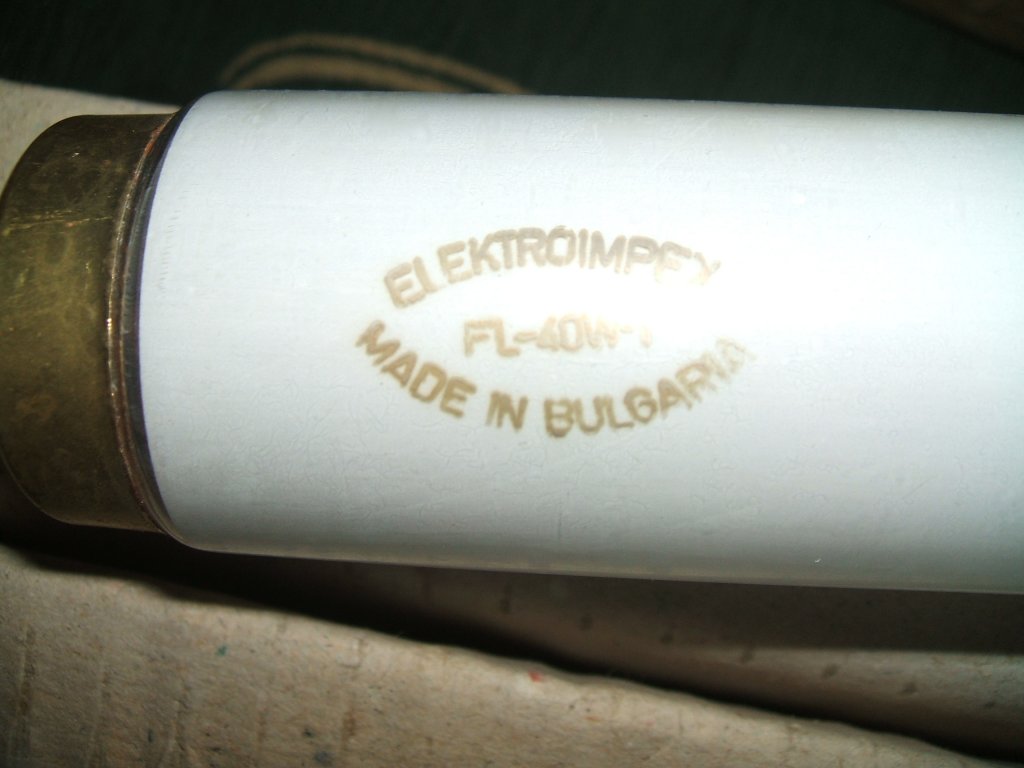 ELEKTROIMPEX
FL-40W-1
MADE IN BULGARIA